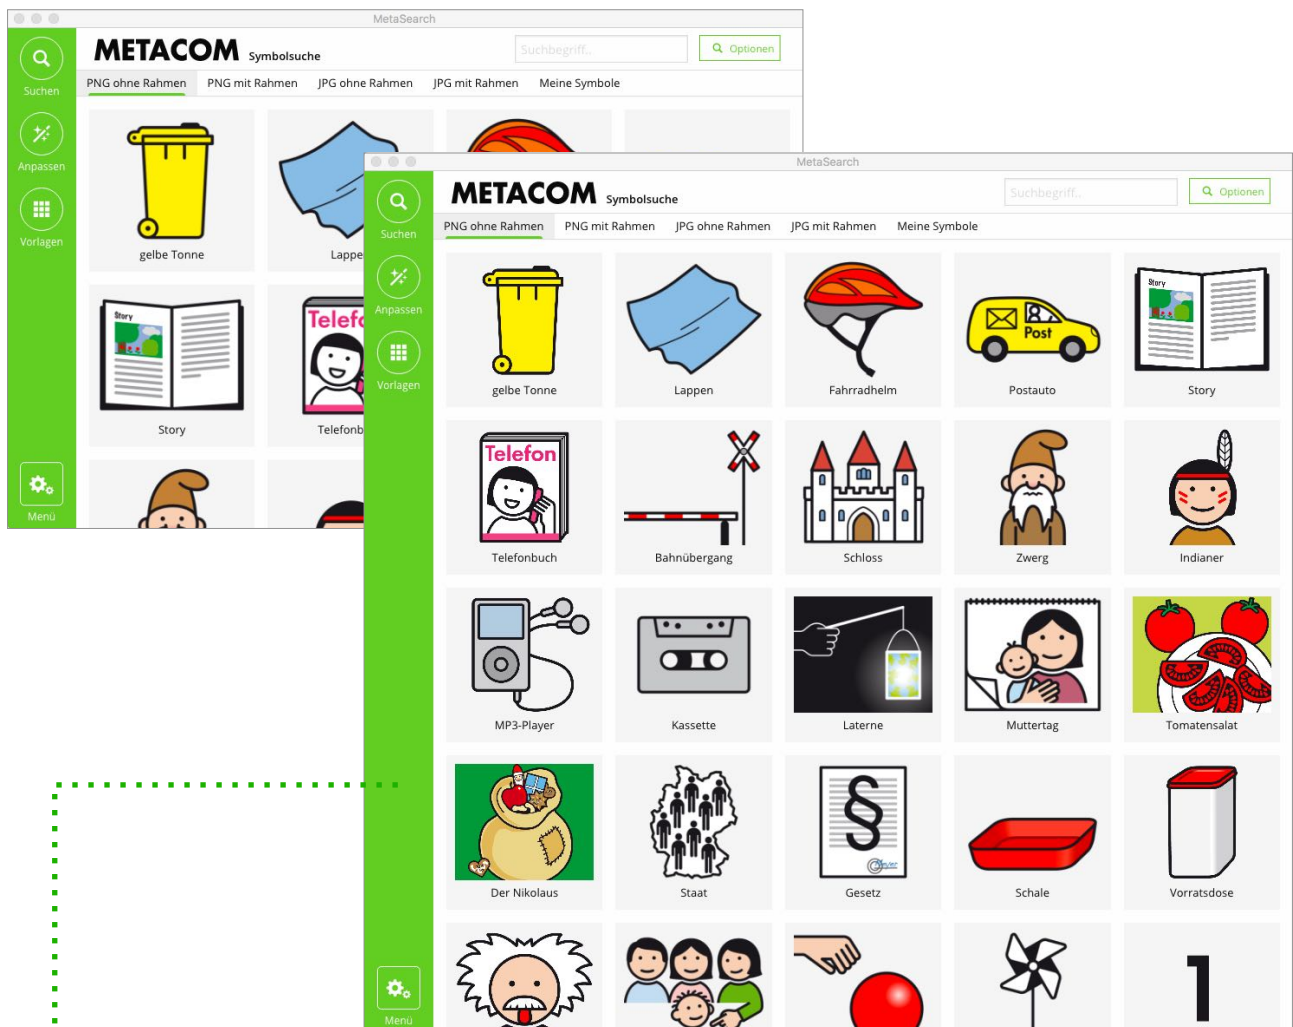 MetaSearch
METACOM Symbolsuche
Suchbegriff..
Optionen
Suchen
PNG ohne Rahmen PNG mit Rahmen JPG ohne Rahmen JPG mit Rahmen Meine Symbole
Anpassen
Vorlagen
gelbe Tonne
Lappe
Story
Telefo
Story
Telefonb
Menü
MetaSearch
METACOM Symbolsuche
Suchbegriff..
Optionen
Suchen
PNG ohne Rahmen PNG mit Rahmen JPG ohne Rahmen JPG mit Rahmen Meine Symbole
Anpassen
Vorlagen
Post
Story
gelbe Tonne Lappen Fahrradhelm Postauto Story
Telefon
Telefonbuch Bahnübergang Schloss Zwerg Indianer
MP3-Player Kassette Laterne Muttertag Tomatensalat
§
Der Nikolaus Staat Gesetz Schale Vorratsdose
1
Menü